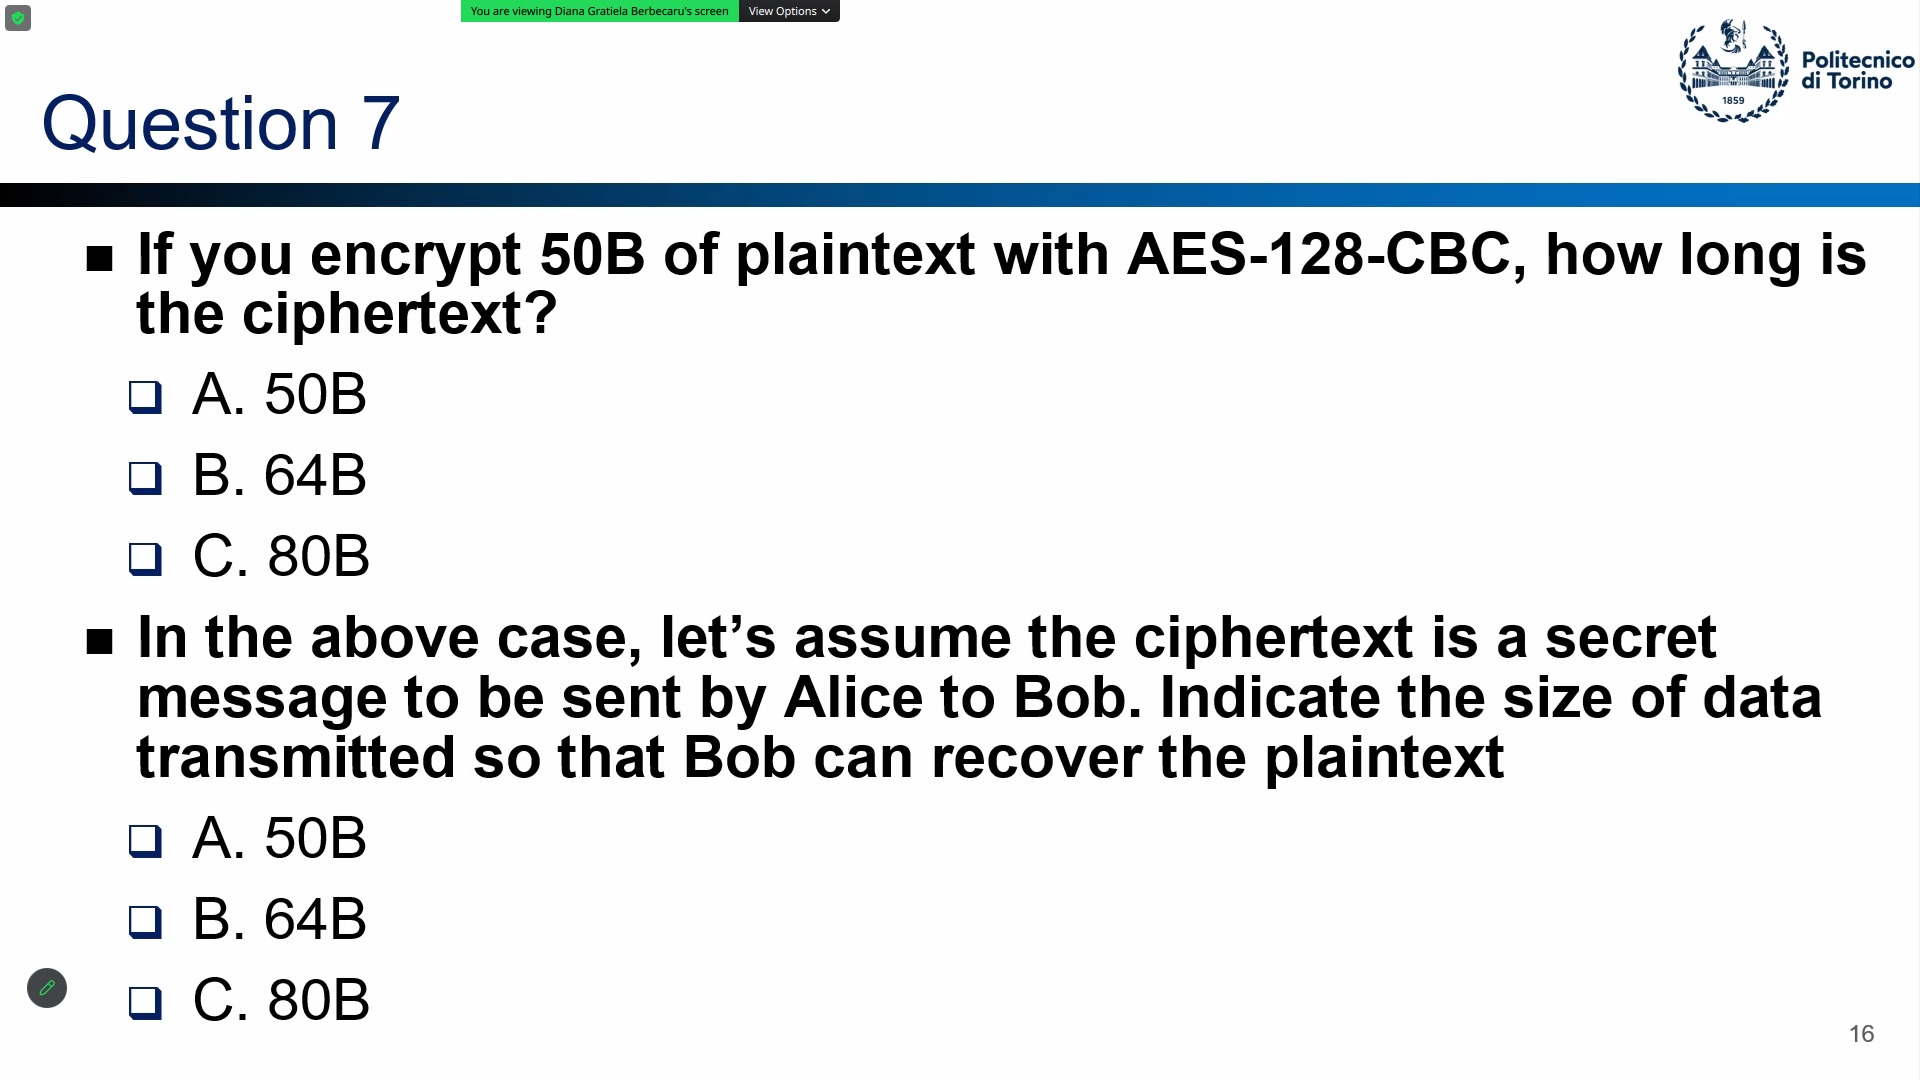 You are viewing Diana Gratiela Berbecaru's screen
View Options
Politecnico
di Torino
1859
Question 7
If you encrypt 50B of plaintext with AES-128-CBC, how long is
the ciphertext?
A. 50B
B. 64B
C. 80B
In the above case, let’s assume the ciphertext is a secret
message to be sent by Alice to Bob. Indicate the size of data
transmitted so that Bob can recover the plaintext
A. 50B
B. 64B
C. 80B
16